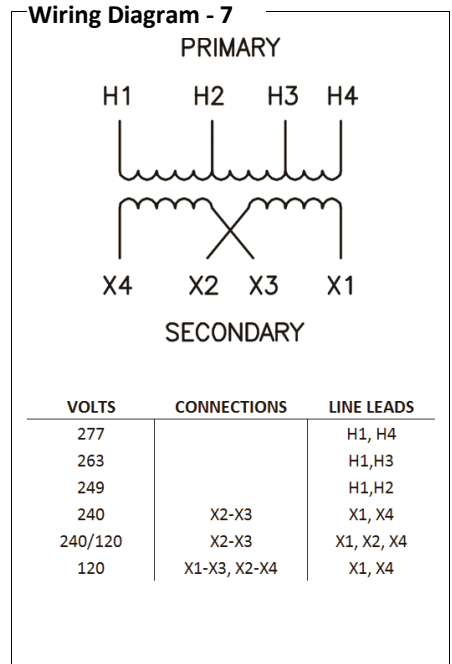 Wiring Diagram - 7
PRIMARY
H1 H2 H3 H4
X4 X2 X3 X1
SECONDARY
VOLTS CONNECTIONS LINE LEADS
277 H1, H4
263 H1,H3
249 H1,H2
240 X2-X3 X1, X4
240/120 X2-X3 X1, X2, X4
120 X1-X3, X2-X4 X1, X4